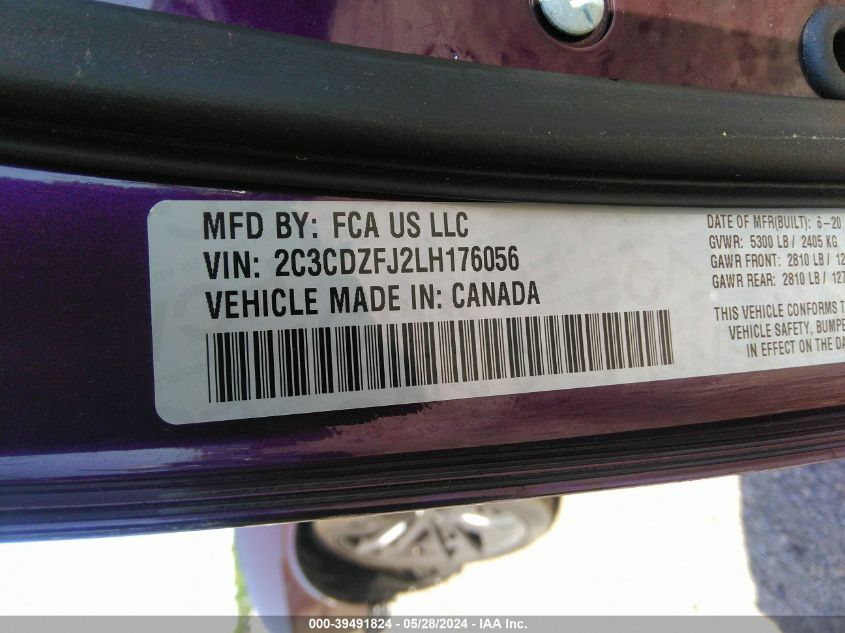 MFD BY: FCA US LLC
VIN: 2C3CDZFJ2LH176056
VEHICLE MADE IN: CANADA
DATE OF MFR(BUILT): 6-20
GVWR: 5300 LB / 2405 KG
GAWR FRONT: 2810 LB / 12
GAWR REAR: 2810 LB / 127
THIS VEHICLE CONFORMS T
VEHICLE SAFETY, BUMPE
IN EFFECT ON THE DA
000-39491824 | 05/28/2024 - IAA Inc.